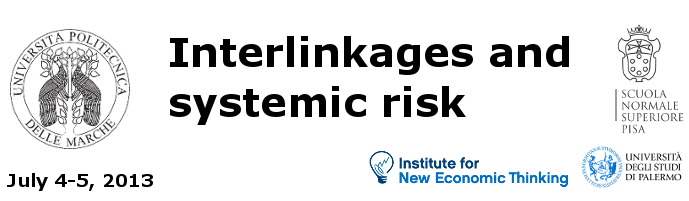 UNIVERSITÀ POLITECNICA
DELLE MARCHE
Interlinkages and
systemic risk
SCUOLA
NORMALE
SUPERIORE
PISA
July 4-5, 2013
Institute for
New Economic Thinking
UNIVERSITÀ
DEGLI STUDI
DI PALERMO